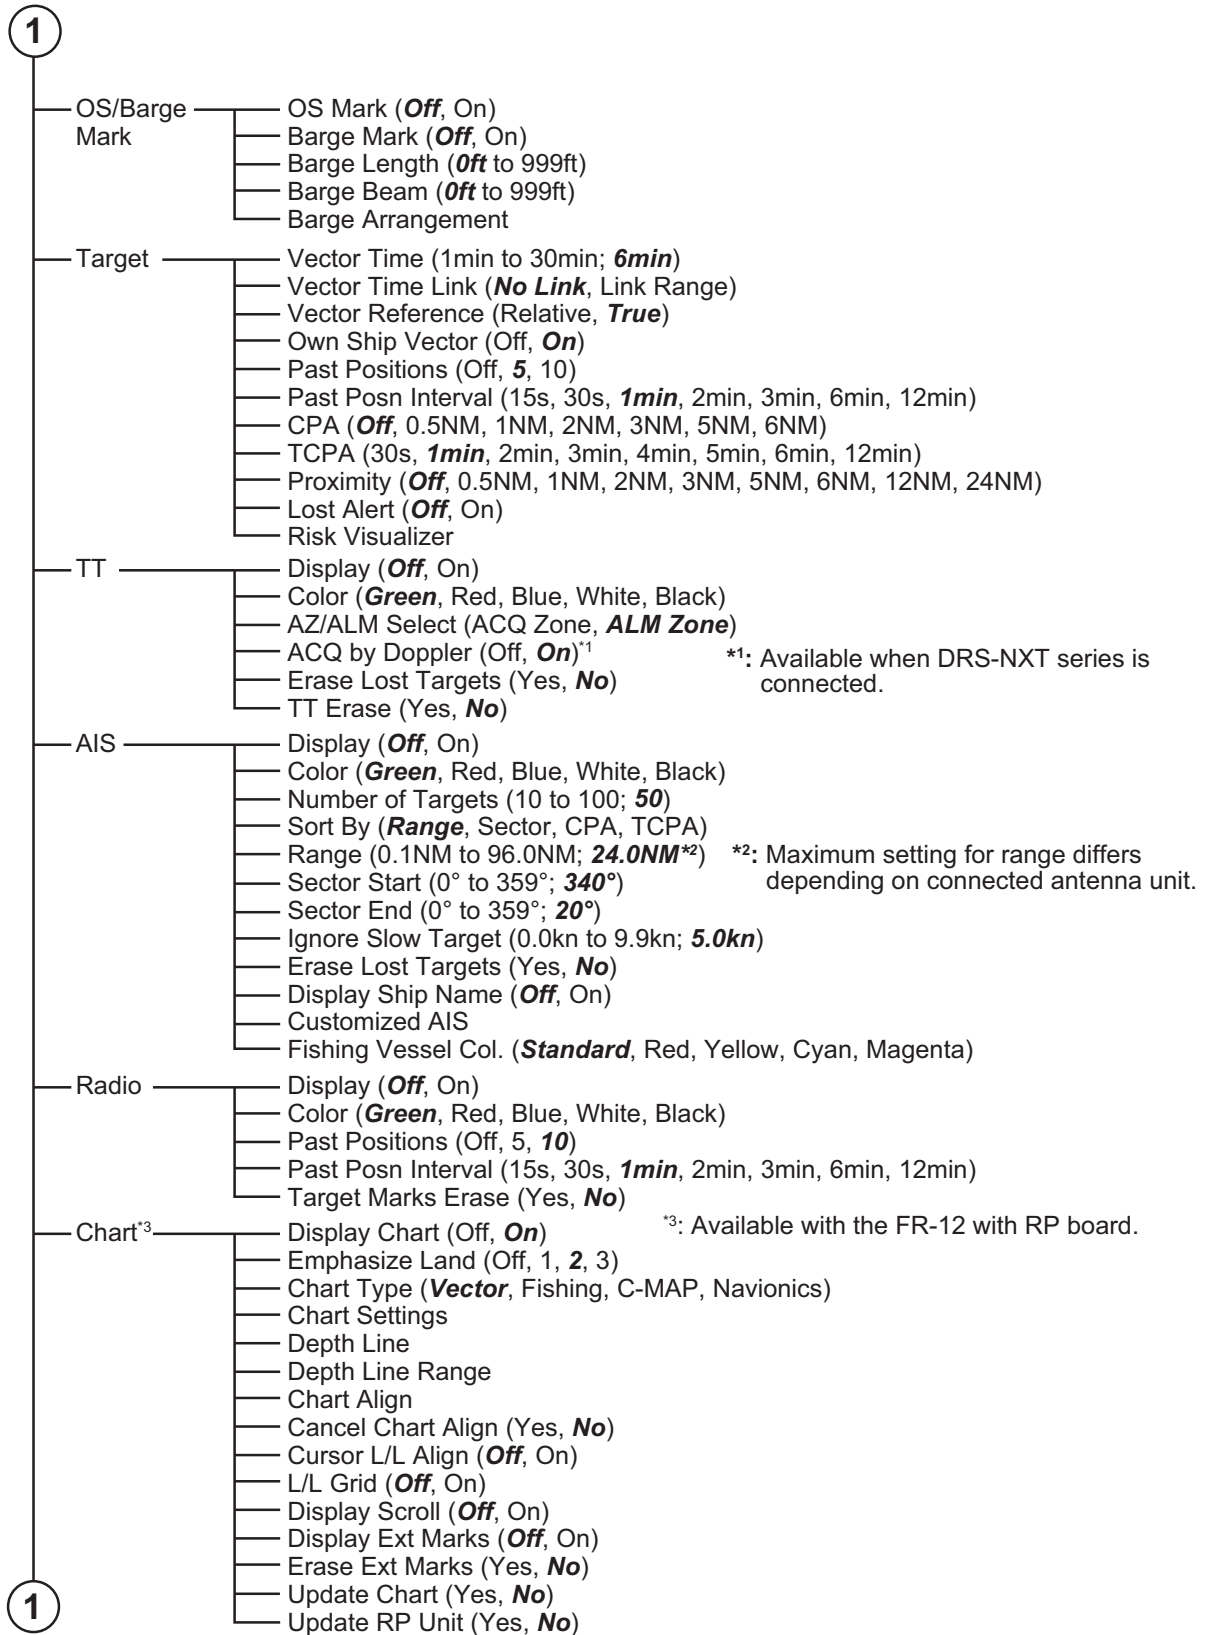 1
OS/Barge
Mark
OS Mark (Off, On)
Barge Mark (Off, On)
Barge Length (0ft to 999ft)
Barge Beam (0ft to 999ft)
Barge Arrangement
Target
Vector Time (1min to 30min; 6min)
Vector Time Link (No Link, Link Range)
Vector Reference (Relative, True)
Own Ship Vector (Off, On)
Past Positions (Off, 5, 10)
Past Posn Interval (15s, 30s, 1min, 2min, 3min, 6min, 12min)
CPA (Off, 0.5NM, 1NM, 2NM, 3NM, 5NM, 6NM)
TCPA (30s, 1min, 2min, 3min, 4min, 5min, 6min, 12min)
Proximity (Off, 0.5NM, 1NM, 2NM, 3NM, 5NM, 6NM, 12NM, 24NM)
Lost Alert (Off, On)
Risk Visualizer
TT
Display (Off, On)
Color (Green, Red, Blue, White, Black)
AZ/ALM Select (ACQ Zone, ALM Zone)
ACQ by Doppler (Off, On)*1
*1: Available when DRS-NXT series is
connected.
Erase Lost Targets (Yes, No)
TT Erase (Yes, No)
AIS
Display (Off, On)
Color (Green, Red, Blue, White, Black)
Number of Targets (10 to 100; 50)
Sort By (Range, Sector, CPA, TCPA)
Range (0.1NM to 96.0NM; 24.0NM*2)
*2: Maximum setting for range differs
depending on connected antenna unit.
Sector Start (0° to 359°; 340°)
Sector End (0° to 359°; 20°)
Ignore Slow Target (0.0kn to 9.9kn; 5.0kn)
Erase Lost Targets (Yes, No)
Display Ship Name (Off, On)
Customized AIS
Fishing Vessel Col. (Standard, Red, Yellow, Cyan, Magenta)
Radio
Display (Off, On)
Color (Green, Red, Blue, White, Black)
Past Positions (Off, 5, 10)
Past Posn Interval (15s, 30s, 1min, 2min, 3min, 6min, 12min)
Target Marks Erase (Yes, No)
Chart*3
*3: Available with the FR-12 with RP board.
Display Chart (Off, On)
Emphasize Land (Off, 1, 2, 3)
Chart Type (Vector, Fishing, C-MAP, Navionics)
Chart Settings
Depth Line
Depth Line Range
Chart Align
Cancel Chart Align (Yes, No)
Cursor L/L Align (Off, On)
L/L Grid (Off, On)
Display Scroll (Off, On)
Display Ext Marks (Off, On)
Erase Ext Marks (Yes, No)
Update Chart (Yes, No)
Update RP Unit (Yes, No)
1